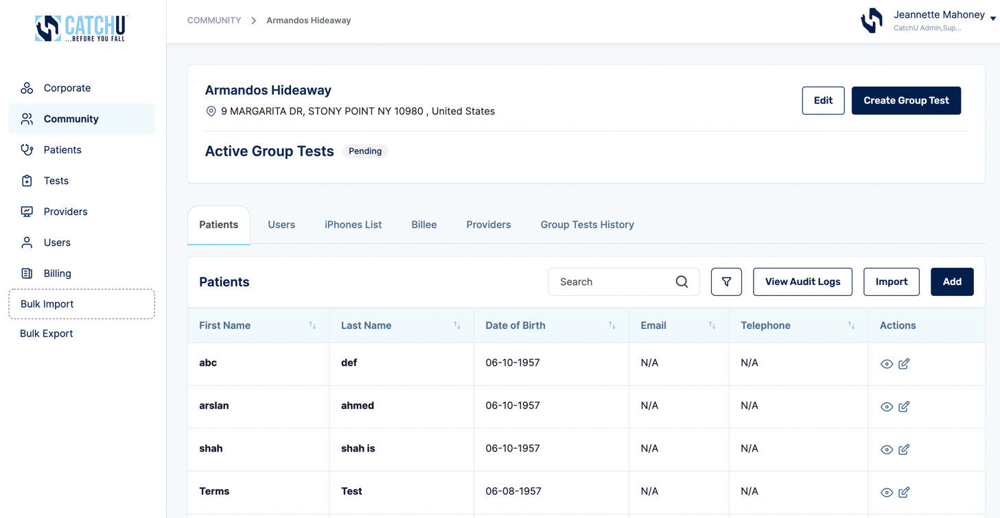 CATCHU™
...BEFORE YOU FALL
Corporate
Community
Patients
Tests
Providers
Users
Billing
Bulk Import
Bulk Export
COMMUNITY > Armandos Hideaway
Jeannette Mahoney
CatchU Admin,Sup...
Armandos Hideaway
9 MARGARITA DR, STONY POINT NY 10980 , United States
Edit
Create Group Test
Active Group Tests Pending
Patients Users iPhones List Billee Providers Group Tests History
Patients Search View Audit Logs Import Add
First Name Last Name Date of Birth Email Telephone Actions
abc def 06-10-1957 N/A N/A
arslan ahmed 06-10-1957 N/A N/A
shah shah is 06-10-1957 N/A N/A
Terms Test 06-08-1957 N/A N/A